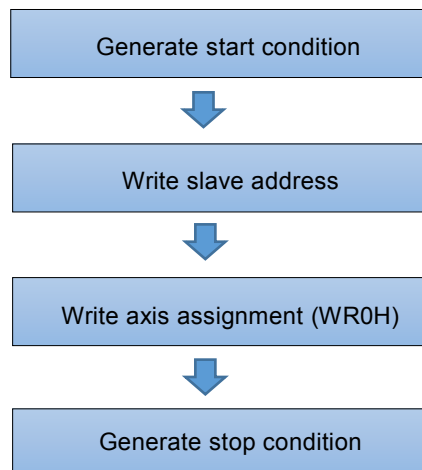 Generate start condition
Write slave address
Write axis assignment (WR0H)
Generate stop condition